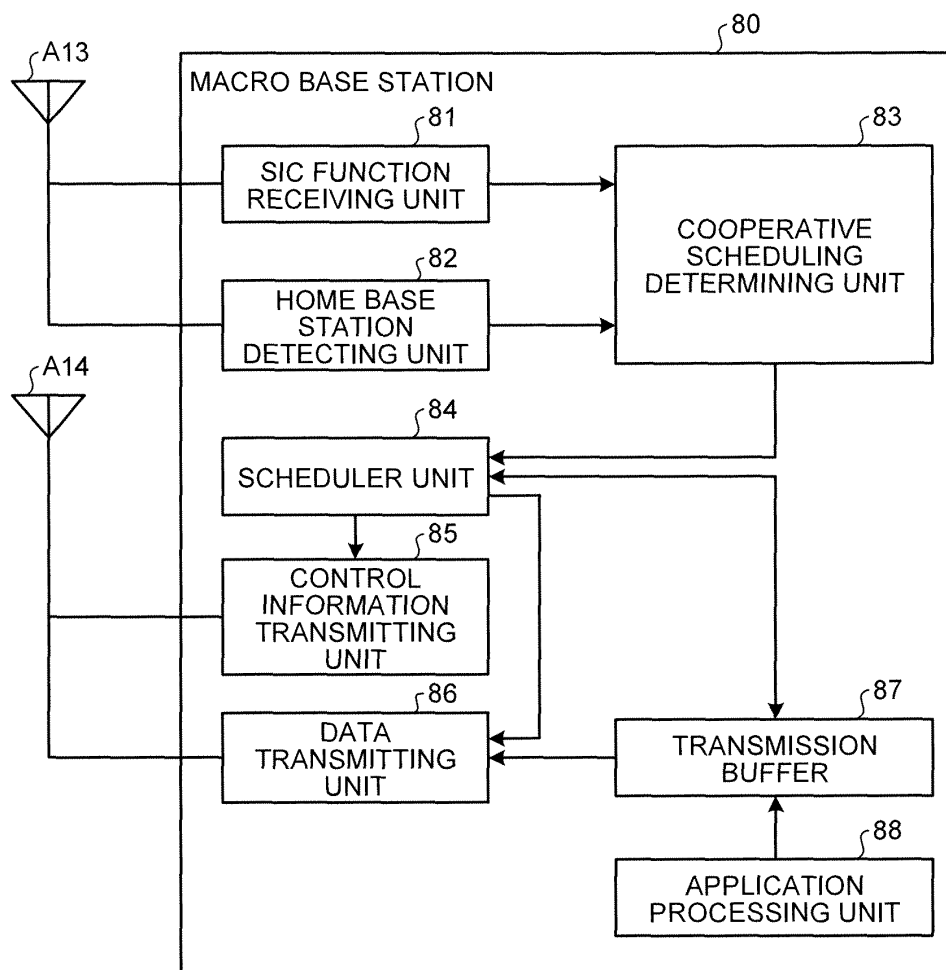 80
A13
MACRO BASE STATION
81
SIC FUNCTION
RECEIVING UNIT
83
COOPERATIVE
SCHEDULING
DETERMINING UNIT
82
HOME BASE
STATION
DETECTING UNIT
A14
84
SCHEDULER UNIT
85
CONTROL
INFORMATION
TRANSMITTING
UNIT
86
DATA
TRANSMITTING
UNIT
87
TRANSMISSION
BUFFER
88
APPLICATION
PROCESSING UNIT